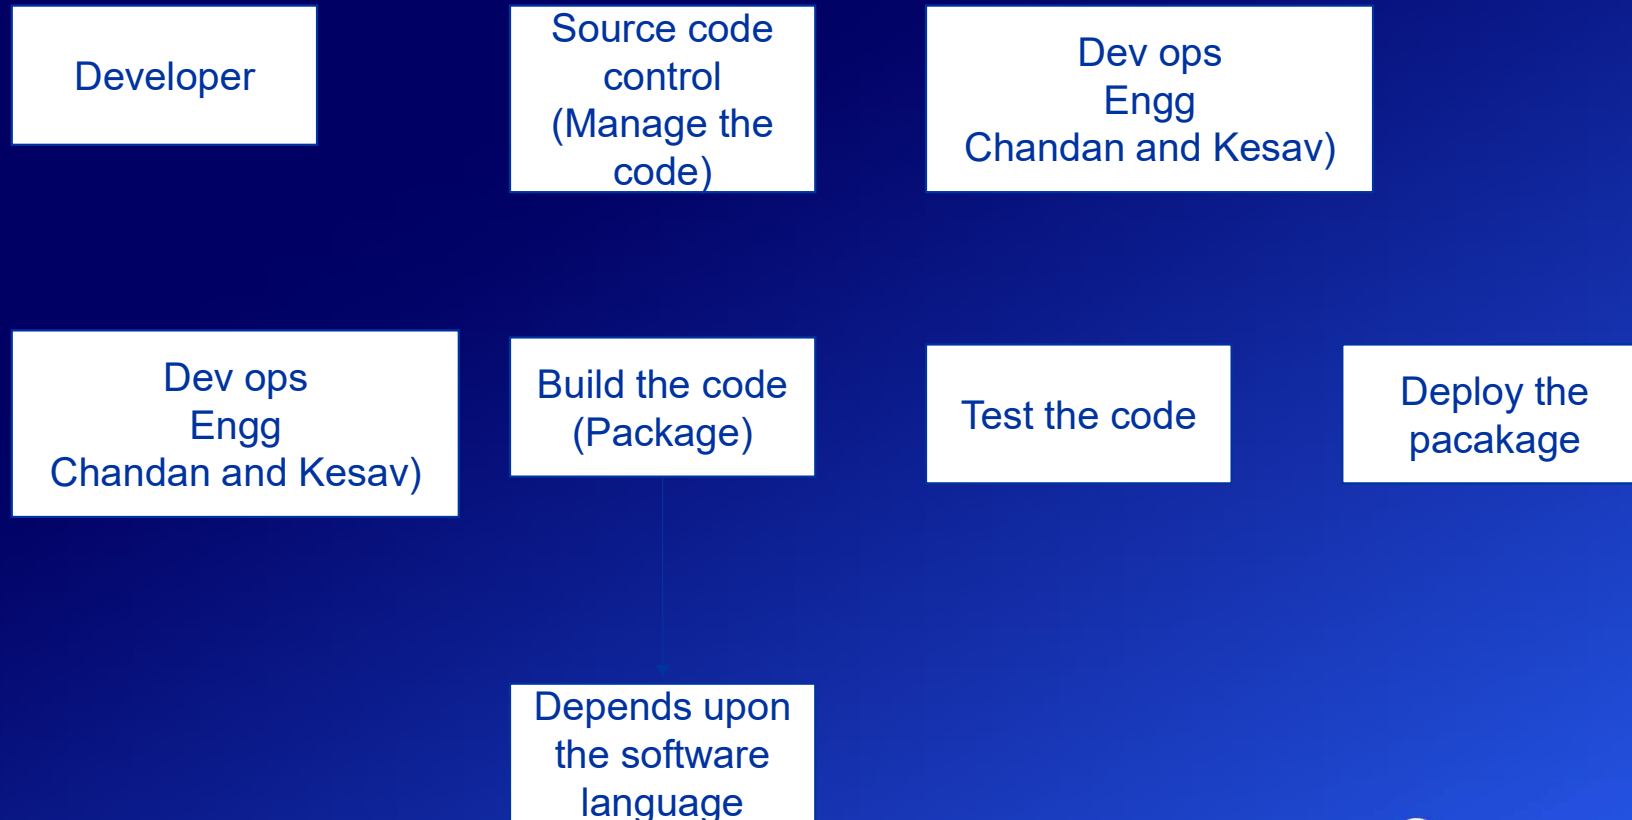 Developer
Source code
control
(Manage the
code)
Dev ops
Engg
Chandan and Kesav)
Dev ops
Engg
Chandan and Kesav)
Build the code
(Package)
Test the code
Deploy the
pacakage
Depends upon
the software
language